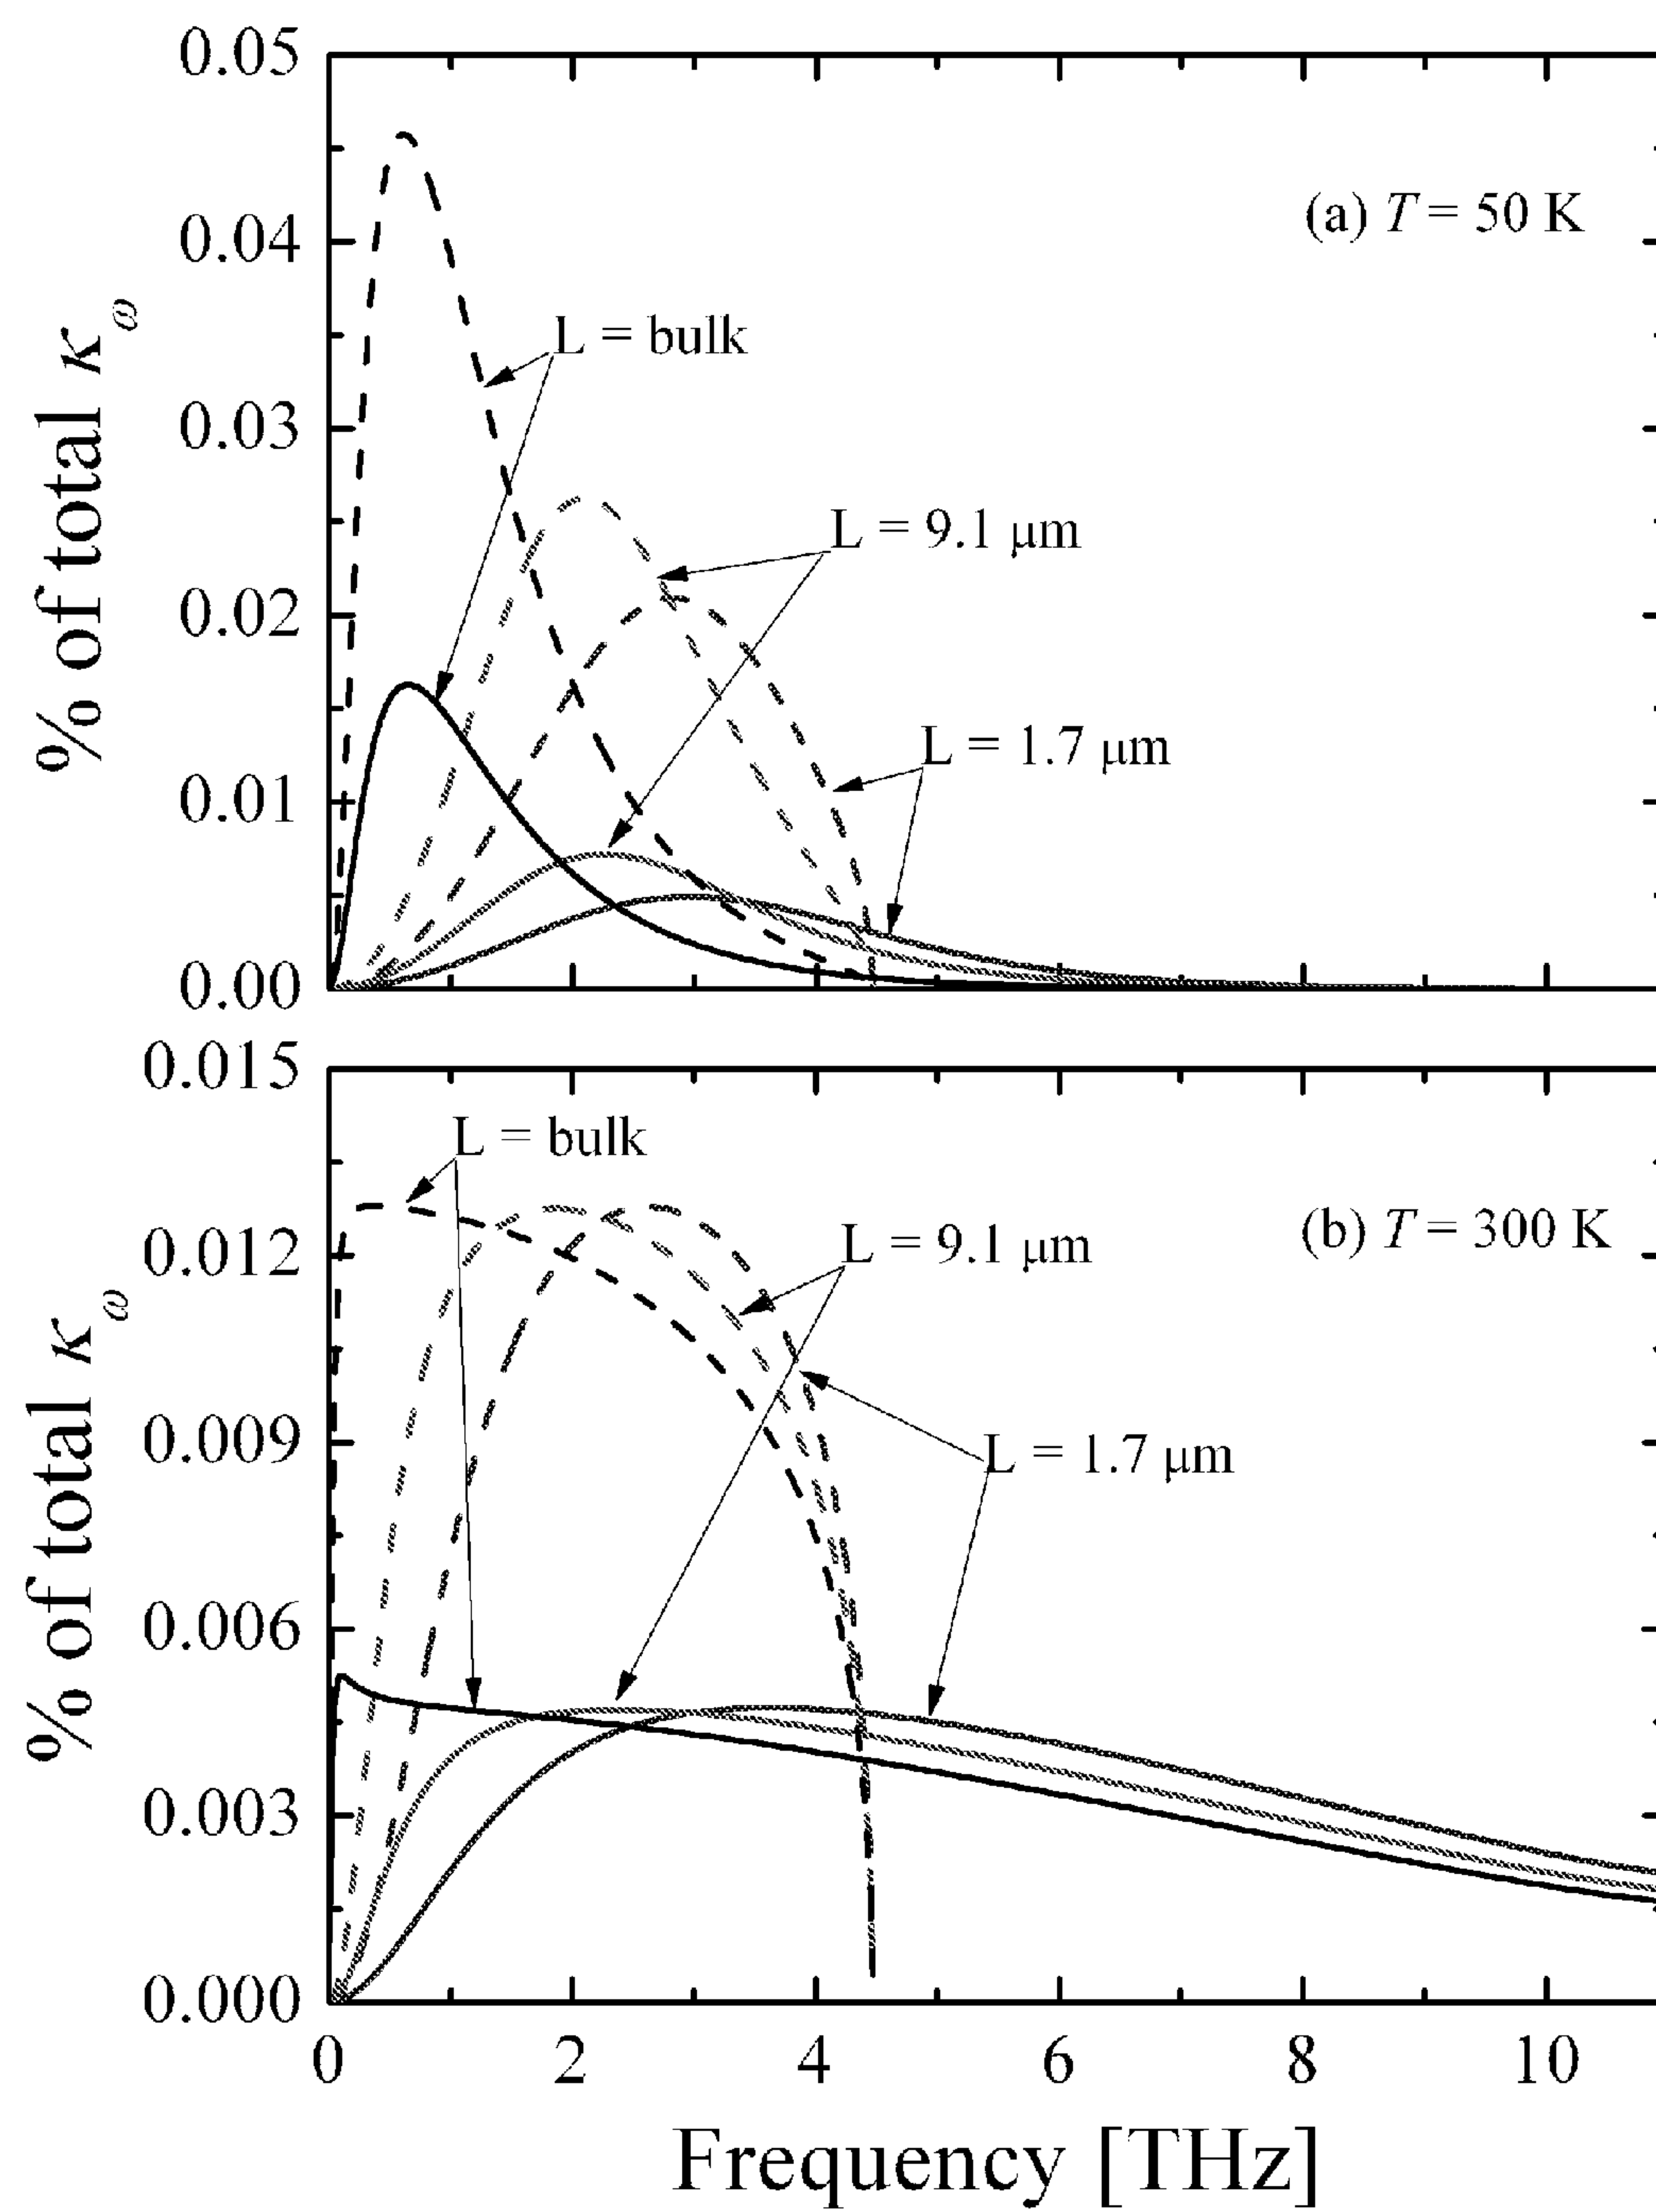 0.05
0.04
0.03
0.02
0.01
0.00
% of total κω
(a) T = 50 K
L = bulk
L = 9.1 μm
L = 1.7 μm
0.015
0.012
0.009
0.006
0.003
0.000
% of total κω
(b) T = 300 K
L = bulk
L = 9.1 μm
L = 1.7 μm
0 2 4 6 8 10
Frequency [THz]